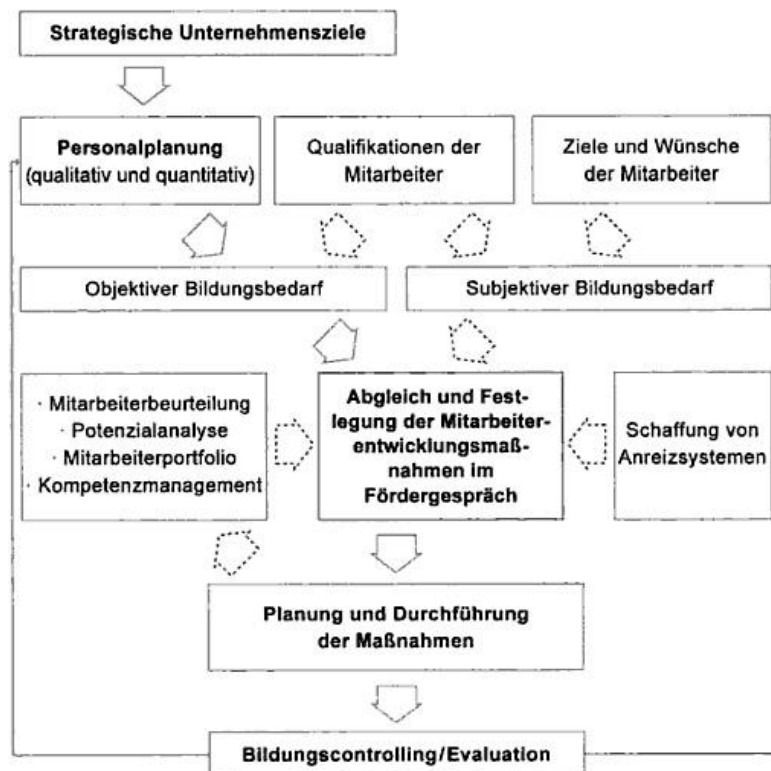 Strategische Unternehmensziele
Personalplanung
(qualitativ und quantitativ)
Qualifikationen der
Mitarbeiter
Ziele und Wünsche
der Mitarbeiter
Objektiver Bildungsbedarf
Subjektiver Bildungsbedarf
· Mitarbeiterbeurteilung
· Potenzialanalyse
· Mitarbeiterportfolio
· Kompetenzmanagement
Abgleich und Fest-
legung der Mitarbeiter-
entwicklungsmaß-
nahmen im
Fördergespräch
Schaffung von
Anreizsystemen
Planung und Durchführung
der Maßnahmen
Bildungscontrolling/Evaluation